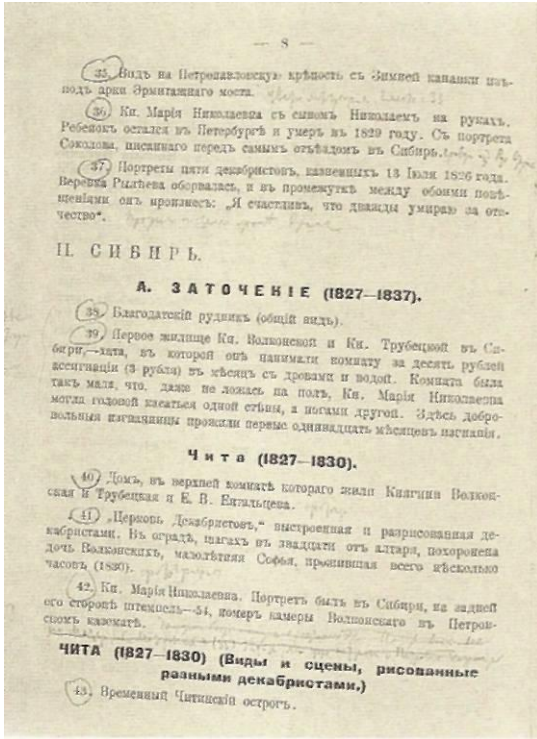 — 8 —
35. Видъ на Петропавловскую крѣпость съ Зимней канавки изъ-
подъ арки Эрмитажнаго моста.
36. Кн. Марія Николаевна съ сыномъ Николаемъ на рукахъ.
Ребенокъ остался въ Петербургѣ и умеръ въ 1829 году. Съ портрета
Соколова, писаннаго передъ самымъ отъѣздомъ въ Сибирь.
37. Портреты пяти декабристовъ, казненныхъ 13 Іюля 1826 года.
Веревка Рылѣева оборвалась, и въ промежуткѣ между обоими повѣ-
щеніями онъ произнесъ: „Я счастливъ, что дважды умираю за оте-
чество“.
II. СИБИРЬ.
А. ЗАТОЧЕНІЕ (1827—1837).
38. Благодатскій рудник (общій видъ).
39. Первое жилище Кн. Волконской и Кн. Трубецкой въ Си-
бири,—хата, въ которой онѣ нанимали комнату за десять рублей
ассигнаціи (3 рубля) въ мѣсяцъ съ дровами и водой. Комната была
такъ мала, что, даже не ложась на полъ, Кн. Марія Николаевна
могла головой касаться одной стѣны, а ногами другой. Здѣсь добро-
вольныя изгнанницы прожили первые одиннадцать мѣсяцевъ изгнанія.
Чита (1827—1830).
40. Домъ, въ верхней комнатѣ котораго жили Княгини Волкон-
ская и Трубецкая и Е. В. Ентальцева.
41. „Церковь Декабристовъ,“ выстроенная и разрисованная де-
кабристами. Въ оградѣ, шагахъ въ двадцати отъ алтаря, похоронена
дочь Волконскихъ, малолѣтняя Софья, прожившая всего нѣсколько
часовъ (1830).
42. Кн. Марія Николаевна. Портретъ былъ въ Сибири, на задней
его сторонѣ штемпель—54, номеръ камеры Волконскаго въ Петров-
скомъ казематѣ.
ЧИТА (1827—1830) (Виды и сцены, рисованные
разными декабристами.)
43. Временный Читинскій острогъ.